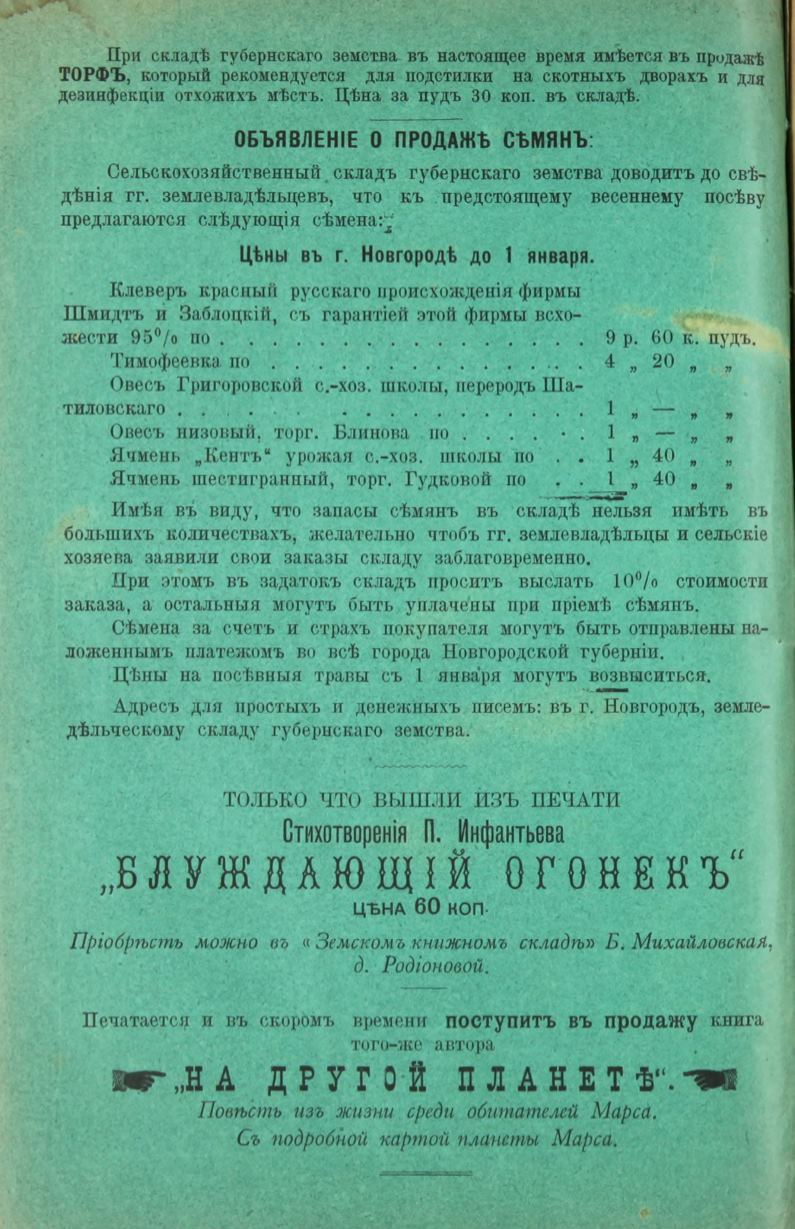 При складѣ губернскаго земства въ настоящее время имѣется въ продажѣ
ТОРФЪ, который рекомендуется для подстилки на скотныхъ дворахъ и для
дезинфекціи отхожихъ мѣстъ. Цѣна за пудъ 30 коп. въ складѣ.
ОБЪЯВЛЕНІЕ О ПРОДАЖѢ СѢМЯНЪ:
Сельскохозяйственный складъ губернскаго земства доводитъ до свѣ-
дѣнія гг. землевладѣльцевъ, что къ предстоящему весеннему посѣву
предлагаются слѣдующія сѣмена:
Цѣны въ г. Новгородѣ до 1 января.
Клеверъ красный русскаго происхожденія фирмы
Шмидтъ и Заблоцкій, съ гарантіей этой фирмы всхо-
жести 95% по . . . . . . . . . . . . . . . 9 р. 60 к. пудъ.
Тимофеевка по . . . . . . . . . . . . . 4 „ 20 „ „
Овесъ Григоровской с.-хоз. школы, перродъ Ша-
тиловскаго . . . . . . . . . . . . . . . . 1 „ — „ „
Овесъ низовый, торг. Блинова по . . . . . . 1 „ — „ „
Ячмень „Кентъ“ урожая с.-хоз. школы по . . 1 „ 40 „ „
Ячмень шестигранный, торг. Гудковой по . . 1 „ 40 „ „
Имѣя въ виду, что запасы сѣмянъ въ складѣ нельзя имѣть въ
большихъ количествахъ, желательно чтобъ гг. землевладѣльцы и сельскіе
хозяева заявили свои заказы складу заблаговременно.
При этомъ въ задатокъ складъ проситъ выслать 10% стоимости
заказа, а остальныя могутъ быть уплачены при пріемѣ сѣмянъ.
Сѣмена за счетъ и страхъ покупателя могутъ быть отправлены на-
ложеннымъ платежомъ во всѣ города Новгородской губерніи.
Цѣны на посѣвныя травы съ 1 января могутъ возвыситься.
Адресъ для простыхъ и денежныхъ писемъ: въ г. Новгородъ, земле-
дѣльческому складу губернскаго земства.
ТОЛЬКО ЧТО ВЫШЛИ ИЗЪ ПЕЧАТИ
Стихотворенія П. Инфантьева
„БЛУЖДАЮЩІЙ ОГОНЕКЪ“
ЦѢНА 60 КОП.
Пріобрѣсть можно въ «Земскомъ книжномъ складѣ» Б. Михайловская,
д. Родіоновой.
Печатается и въ скоромъ времени поступитъ въ продажу книга
того-же автора
„НА ДРУГОЙ ПЛАНЕТѢ“.
Повѣсть изъ жизни среди обитателей Марса.
Съ подробной картой планеты Марса.